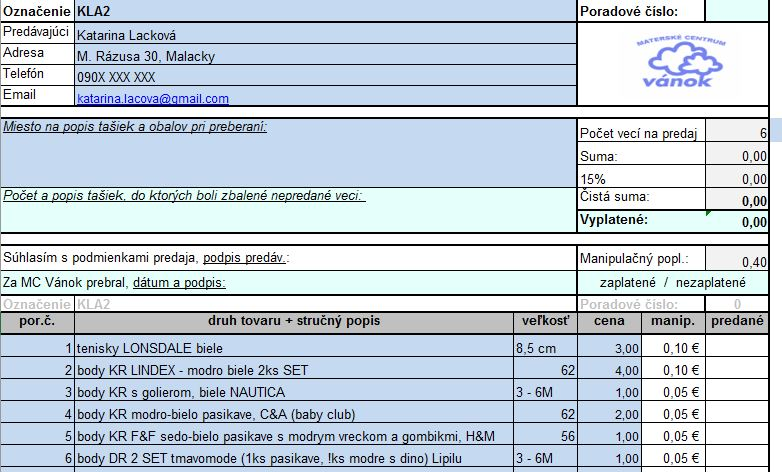 Označenie KLA2 Poradové číslo:
Predávajúci Katarina Lacková
Adresa M. Rázusa 30, Malacky
Telefón 090X XXX XXX
Email katarina.lacova@gmail.com
MATERSKÉ CENTRUM
vánok
Miesto na popis tašiek a obalov pri preberaní:
Počet vecí na predaj 6
Suma: 0,00
15% 0,00
Počet a popis tašiek, do ktorých boli zbalené nepredané veci:
Čistá suma: 0,00
Vyplatené: 0,00
Súhlasím s podmienkami predaja, podpis predáv.: Manipulačný popl.: 0,40
Za MC Vánok prebral, dátum a podpis: zaplatené / nezaplatené
Označenie KLA2 Poradové číslo: 0
por.č. druh tovaru + stručný popis veľkosť cena manip. predané
1 tenisky LONSDALE biele 8,5 cm 3,00 0,10 €
2 body KR LINDEX - modro biele 2ks SET 62 4,00 0,10 €
3 body KR s golierom, biele NAUTICA 3 - 6M 1,00 0,05 €
4 body KR modro-bielo pasikave, C&A (baby club) 62 2,00 0,05 €
5 body KR F&F sedo-bielo pasikave s modrym vreckom a gombikmi, H&M 56 1,00 0,05 €
6 body DR 2 SET tmavomode (1ks pasikave, !ks modre s dino) Lipilu 3 - 6M 1,00 0,05 €